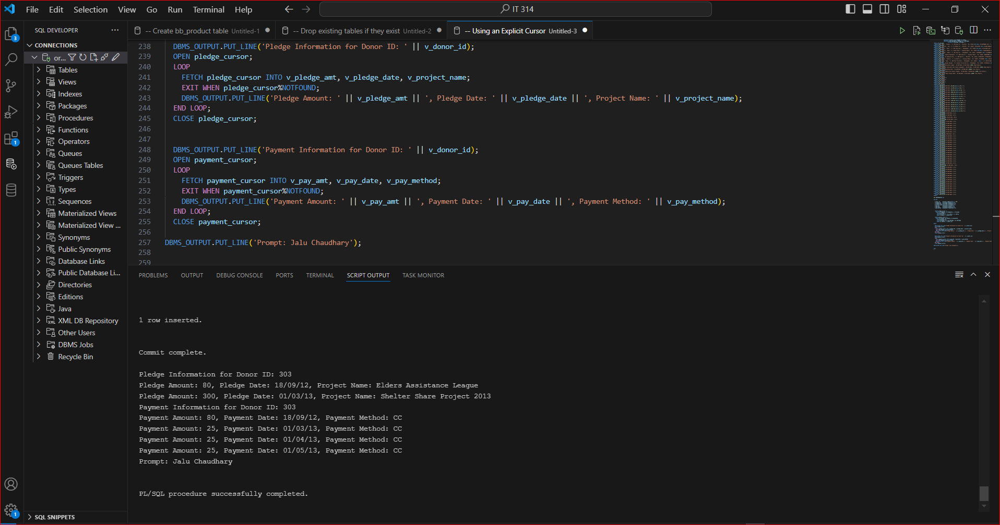 File Edit Selection View Go Run Terminal Help
IT 314
SQL DEVELOPER
CONNECTIONS
or...
Tables
Views
Indexes
Packages
Procedures
Functions
Operators
Queues
Queues Tables
Triggers
Types
Sequences
Materialized Views
Materialized View ...
Synonyms
Public Synonyms
Database Links
Public Database Li...
Directories
Editions
Java
XML DB Repository
Other Users
DBMS Jobs
Recycle Bin
SQL SNIPPETS
3
1
1
-- Create bb_product table Untitled-1
-- Drop existing tables if they exist Untitled-2
-- Using an Explicit Cursor Untitled-3
238 DBMS_OUTPUT.PUT_LINE('Pledge Information for Donor ID: ' || v_donor_id);
239 OPEN pledge_cursor;
240 LOOP
241 FETCH pledge_cursor INTO v_pledge_amt, v_pledge_date, v_project_name;
242 EXIT WHEN pledge_cursor%NOTFOUND;
243 DBMS_OUTPUT.PUT_LINE('Pledge Amount: ' || v_pledge_amt || ', Pledge Date: ' || v_pledge_date || ', Project Name: ' || v_project_name);
244 END LOOP;
245 CLOSE pledge_cursor;
246
247
248 DBMS_OUTPUT.PUT_LINE('Payment Information for Donor ID: ' || v_donor_id);
249 OPEN payment_cursor;
250 LOOP
251 FETCH payment_cursor INTO v_pay_amt, v_pay_date, v_pay_method;
252 EXIT WHEN payment_cursor%NOTFOUND;
253 DBMS_OUTPUT.PUT_LINE('Payment Amount: ' || v_pay_amt || ', Payment Date: ' || v_pay_date || ', Payment Method: ' || v_pay_method);
254 END LOOP;
255 CLOSE payment_cursor;
256
257 DBMS_OUTPUT.PUT_LINE('Prompt: Jalu Chaudhary');
258
259
PROBLEMS OUTPUT DEBUG CONSOLE PORTS TERMINAL SCRIPT OUTPUT TASK MONITOR
1 row inserted.
Commit complete.
Pledge Information for Donor ID: 303
Pledge Amount: 80, Pledge Date: 18/09/12, Project Name: Elders Assistance League
Pledge Amount: 300, Pledge Date: 01/03/13, Project Name: Shelter Share Project 2013
Payment Information for Donor ID: 303
Payment Amount: 80, Payment Date: 18/09/12, Payment Method: CC
Payment Amount: 25, Payment Date: 01/03/13, Payment Method: CC
Payment Amount: 25, Payment Date: 01/04/13, Payment Method: CC
Payment Amount: 25, Payment Date: 01/05/13, Payment Method: CC
Prompt: Jalu Chaudhary
PL/SQL procedure successfully completed.